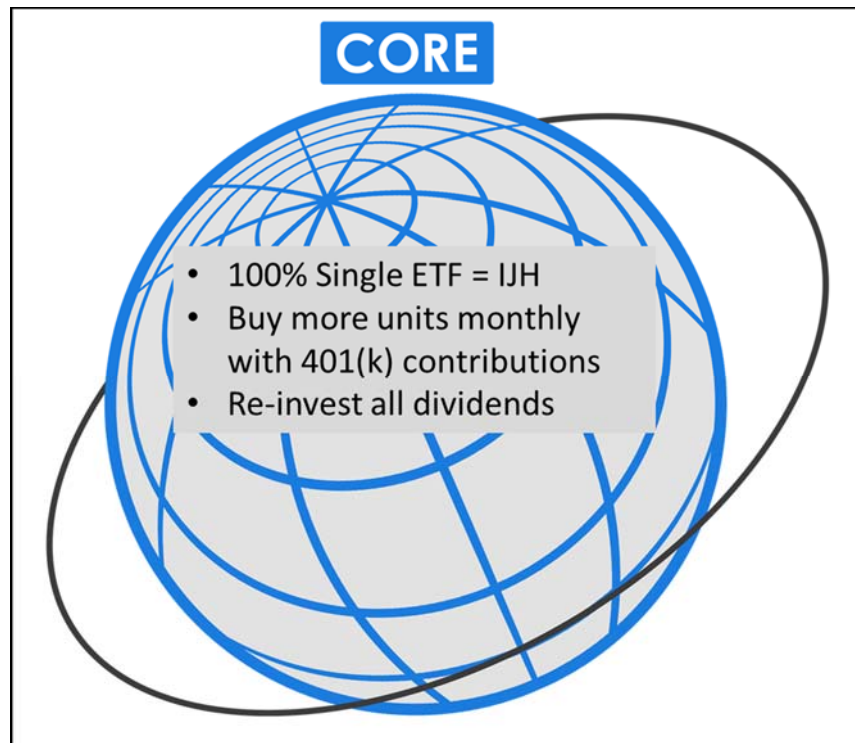 CORE
• 100% Single ETF = IJH
• Buy more units monthly
with 401(k) contributions
• Re-invest all dividends